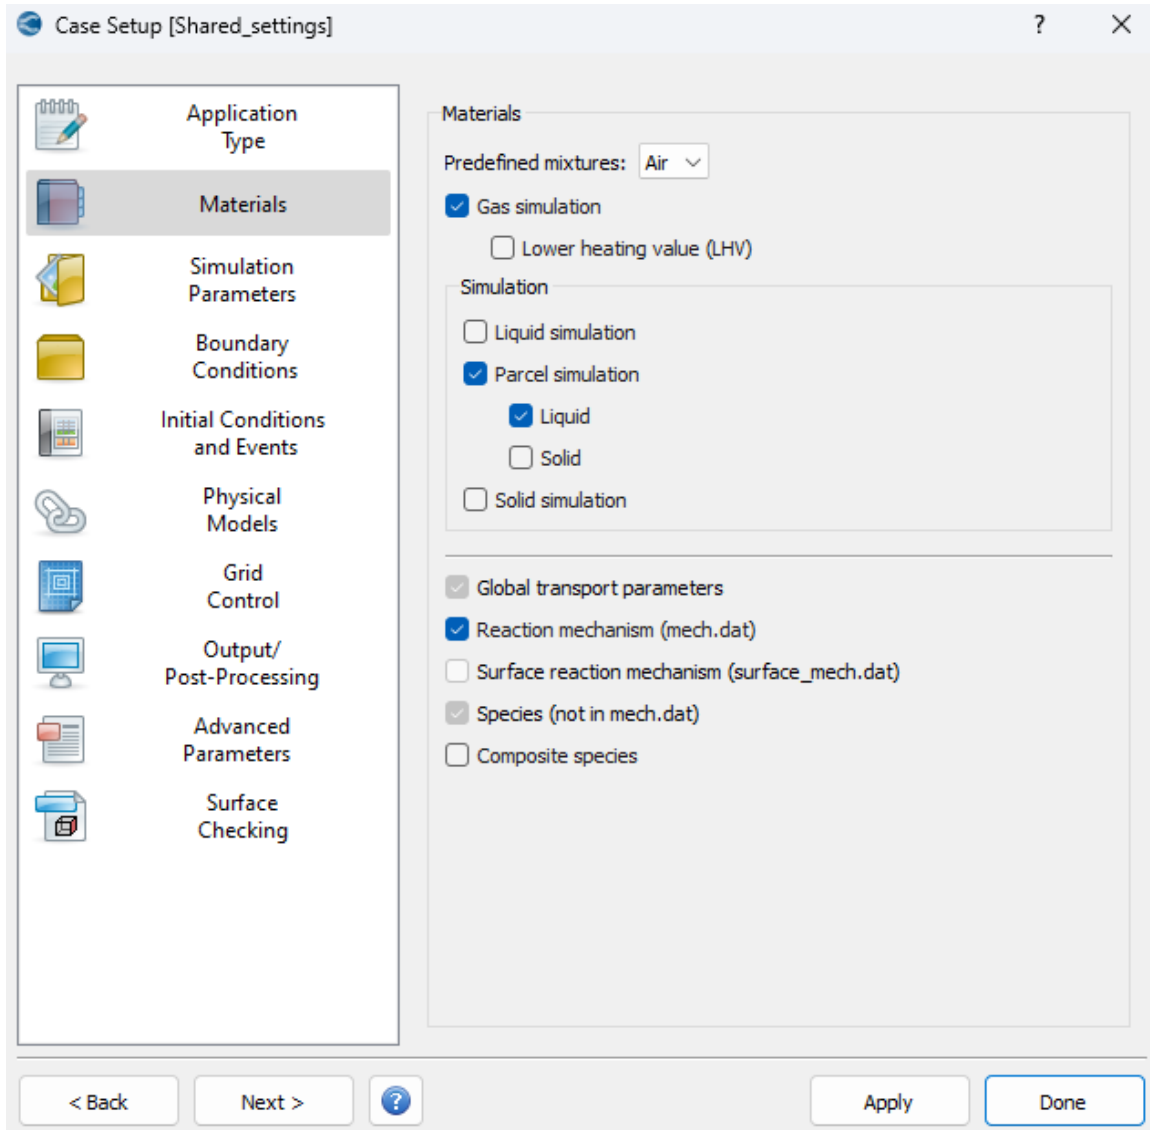 Case Setup [Shared_settings]
?
Application
Type
Materials
Simulation
Parameters
Boundary
Conditions
Initial Conditions
and Events
Physical
Models
Grid
Control
Output/
Post-Processing
Advanced
Parameters
Surface
Checking
Materials
Predefined mixtures: Air
Gas simulation
Lower heating value (LHV)
Simulation
Liquid simulation
Parcel simulation
Liquid
Solid
Solid simulation
Global transport parameters
Reaction mechanism (mech.dat)
Surface reaction mechanism (surface_mech.dat)
Species (not in mech.dat)
Composite species
< Back
Next >
?
Apply
Done